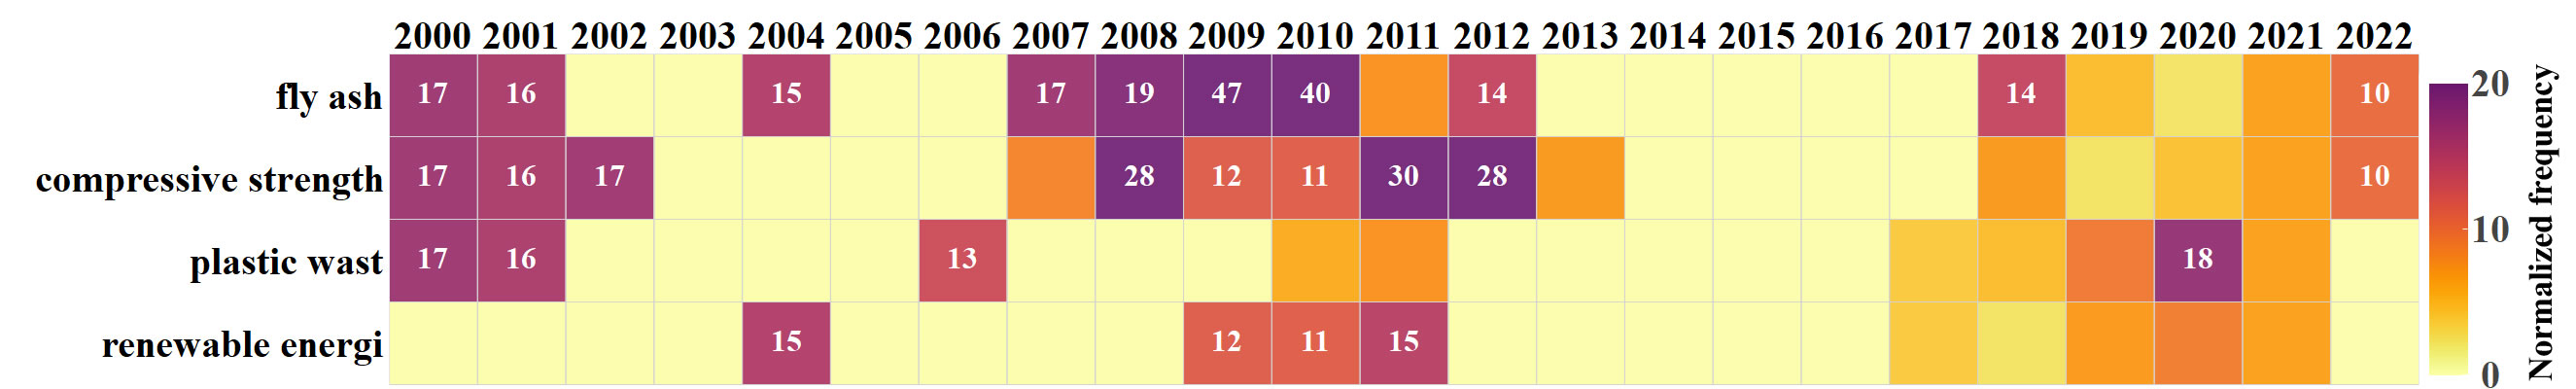 2000 2001 2002 2003 2004 2005 2006 2007 2008 2009 2010 2011 2012 2013 2014 2015 2016 2017 2018 2019 2020 2021 2022
fly ash 17 16 15 17 19 47 40 14 14 10
compressive strength 17 16 17 28 12 11 30 28 10
plastic wast 17 16 13 18
renewable energi 15 12 11 15
20
10
0
Normalized frequency